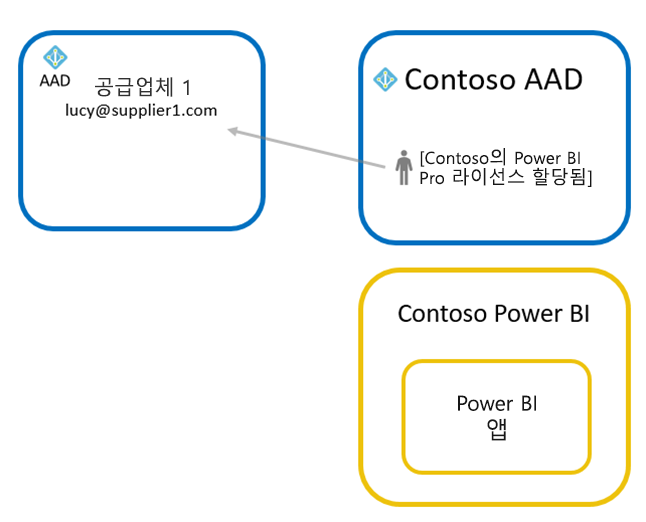 AAD
공급업체 1
lucy@supplier1.com
Contoso AAD
[Contoso의 Power BI
Pro 라이선스 할당됨]
Contoso Power BI
Power BI
앱